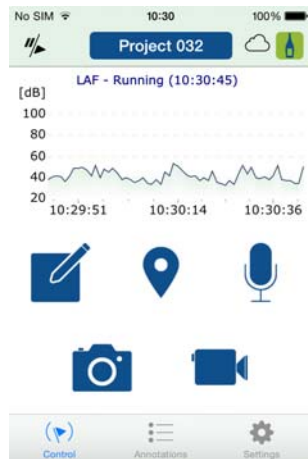 No SIM 10:30 100%
Project 032
LAF - Running (10:30:45)
[dB]
100
80
60
40
20
10:29:51 10:30:14 10:30:36
Control Annotations Settings